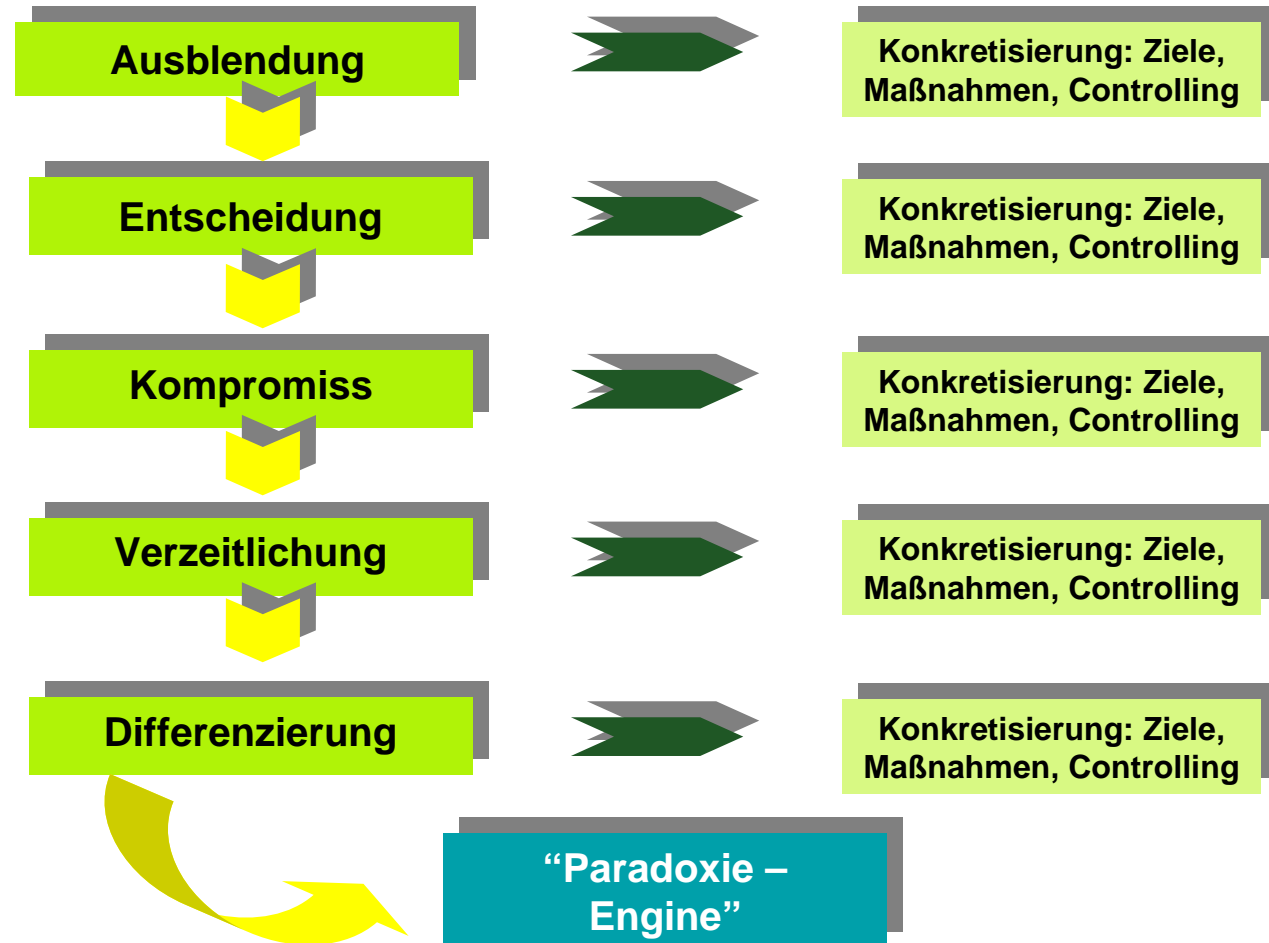 Ausblendung
Konkretisierung: Ziele,
Maßnahmen, Controlling
Entscheidung
Konkretisierung: Ziele,
Maßnahmen, Controlling
Kompromiss
Konkretisierung: Ziele,
Maßnahmen, Controlling
Verzeitlichung
Konkretisierung: Ziele,
Maßnahmen, Controlling
Differenzierung
Konkretisierung: Ziele,
Maßnahmen, Controlling
“Paradoxie –
Engine”